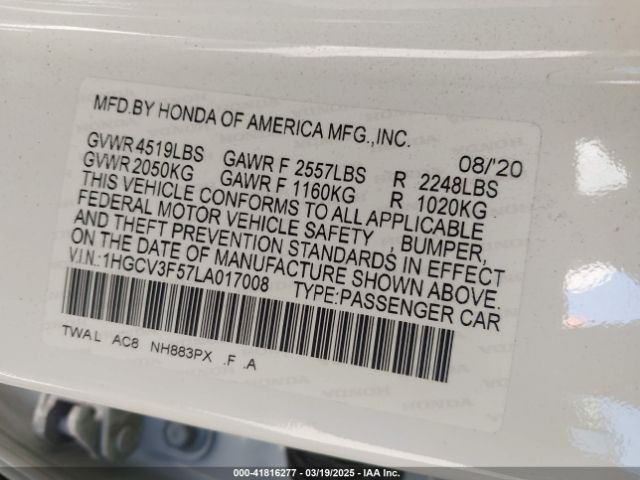 MFD.BY HONDA OF AMERICA MFG.,INC. 08/'20
GVWR 4519LBS GAWR F 2557LBS R 2248LBS
GVWR 2050KG GAWR F 1160KG R 1020KG
THIS VEHICLE CONFORMS TO ALL APPLICABLE
FEDERAL MOTOR VEHICLE SAFETY , BUMPER,
AND THEFT PREVENTION STANDARDS IN EFFECT
ON THE DATE OF MANUFACTURE SHOWN ABOVE.
V.I.N.:1HGCV3F57LA017008 TYPE:PASSENGER CAR
TWAL AC8 NH883PX .F .A
000-41816277 — 03/19/2025 — IAA Inc.